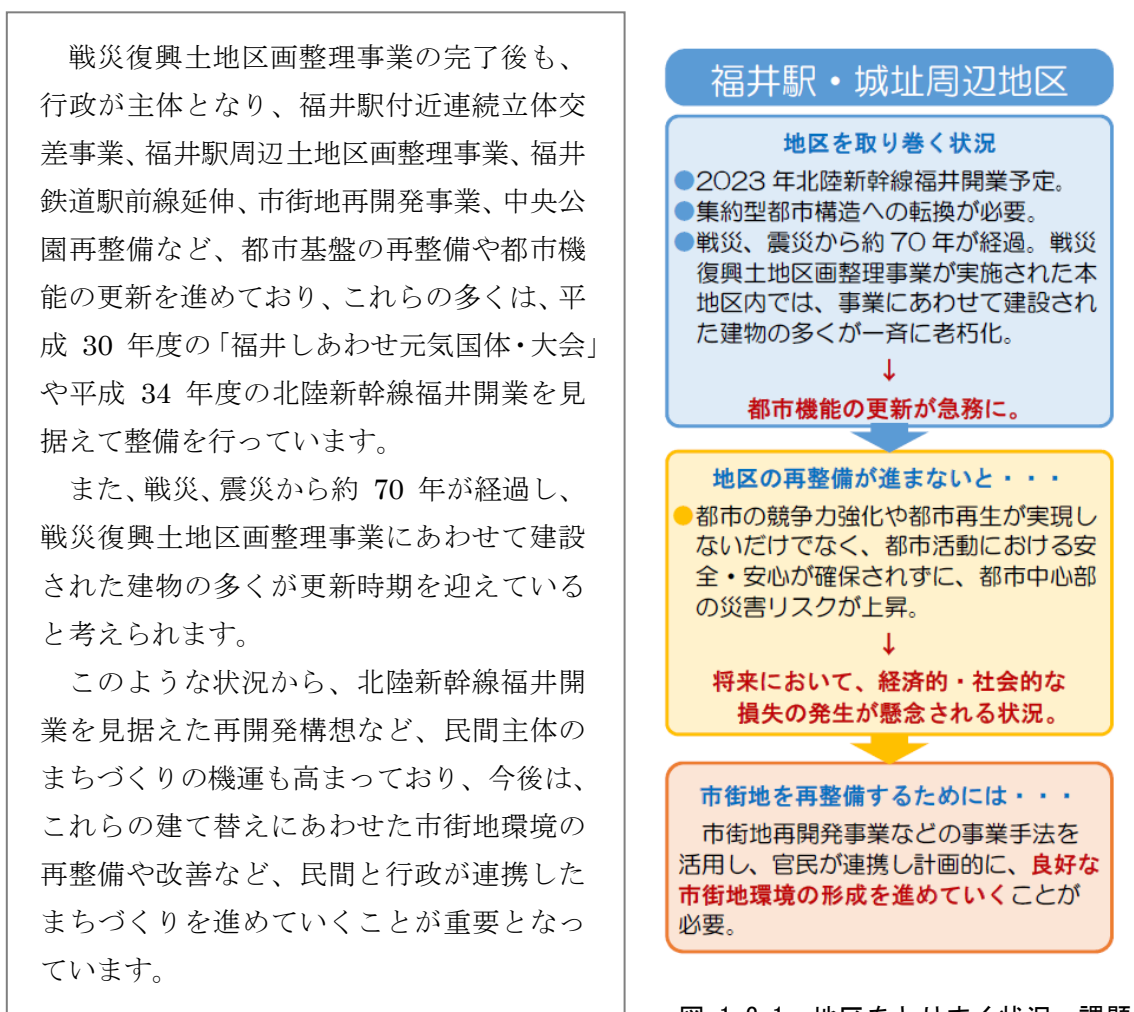 戦災復興土地区画整理事業の完了後も、
行政が主体となり、福井駅付近連続立体交
差事業、福井駅周辺土地区画整理事業、福井
鉄道駅前線延伸、市街地再開発事業、中央公
園再整備など、都市基盤の再整備や都市機
能の更新を進めており、これらの多くは、平
成 30 年度の「福井しあわせ元気国体・大会」
や平成 34 年度の北陸新幹線福井開業を見
据えて整備を行っています。
また、戦災、震災から約 70 年が経過し、
戦災復興土地区画整理事業にあわせて建設
された建物の多くが更新時期を迎えている
と考えられます。
このような状況から、北陸新幹線福井開
業を見据えた再開発構想など、民間主体の
まちづくりの機運も高まっており、今後は、
これらの建て替えにあわせた市街地環境の
再整備や改善など、民間と行政が連携した
まちづくりを進めていくことが重要となっ
ています。
福井駅・城址周辺地区
地区を取り巻く状況
●2023 年北陸新幹線福井開業予定。
●集約型都市構造への転換が必要。
●戦災、震災から約 70 年が経過。戦災
復興土地区画整理事業が実施された本
地区内では、事業にあわせて建設され
た建物の多くが一斉に老朽化。
↓
都市機能の更新が急務に。
地区の再整備が進まないと・・・
●都市の競争力強化や都市再生が実現し
ないだけでなく、都市活動における安
全・安心が確保されずに、都市中心部
の災害リスクが上昇。
↓
将来において、経済的・社会的な
損失の発生が懸念される状況。
市街地を再整備するためには・・・
市街地再開発事業などの事業手法を
活用し、官民が連携し計画的に、良好な
市街地環境の形成を進めていくことが
必要。